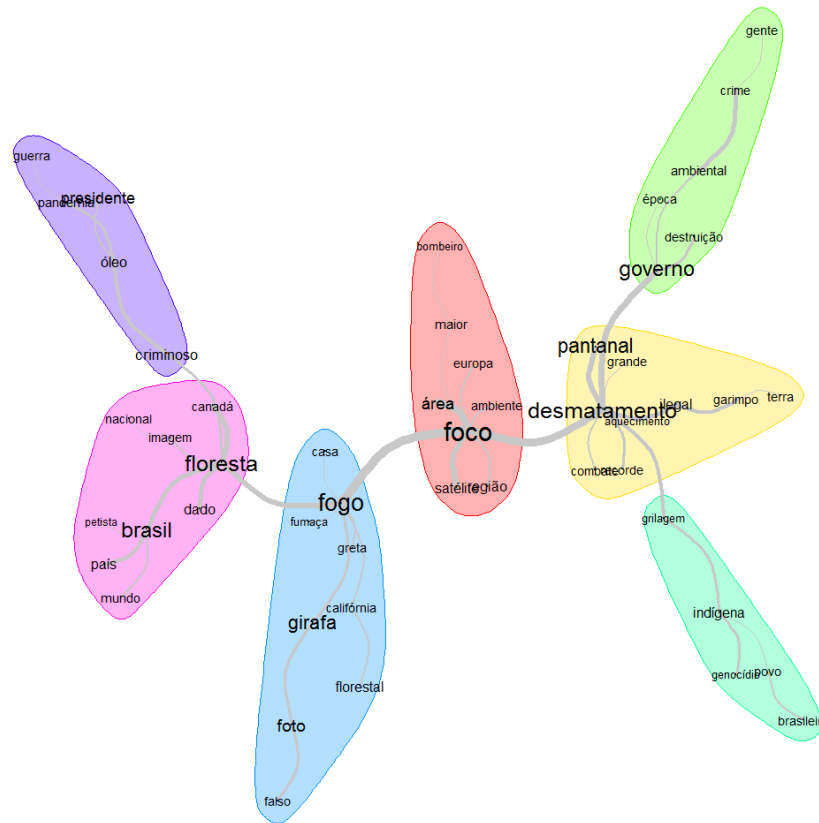 gente
crime
ambiental
época
destruição
governo
guerra
presidente
pandemia
óleo
criminoso
bombeiro
maior
europa
área
ambiente
foco
satélite
região
pantanal
grande
desmatamento
ilegal
garimpo
terra
aquecimento
combate
recorde
nacional
canadá
imagem
floresta
dado
petista
brasil
país
mundo
casa
fogo
fumaça
greta
califórnia
girafa
florestal
foto
falso
grilagem
indígena
genocídio
povo
brasileir